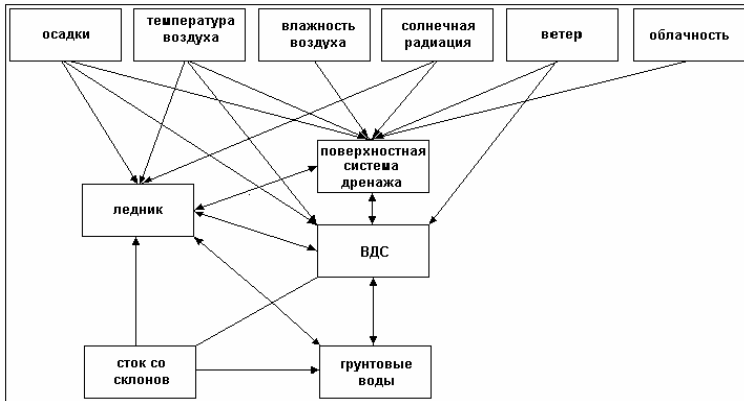 осадки
температура
воздуха
влажность
воздуха
солнечная
радиация
ветер
облачность
поверхностная
система
дренажа
ледник
ВДС
сток со
склонов
грунтовые
воды